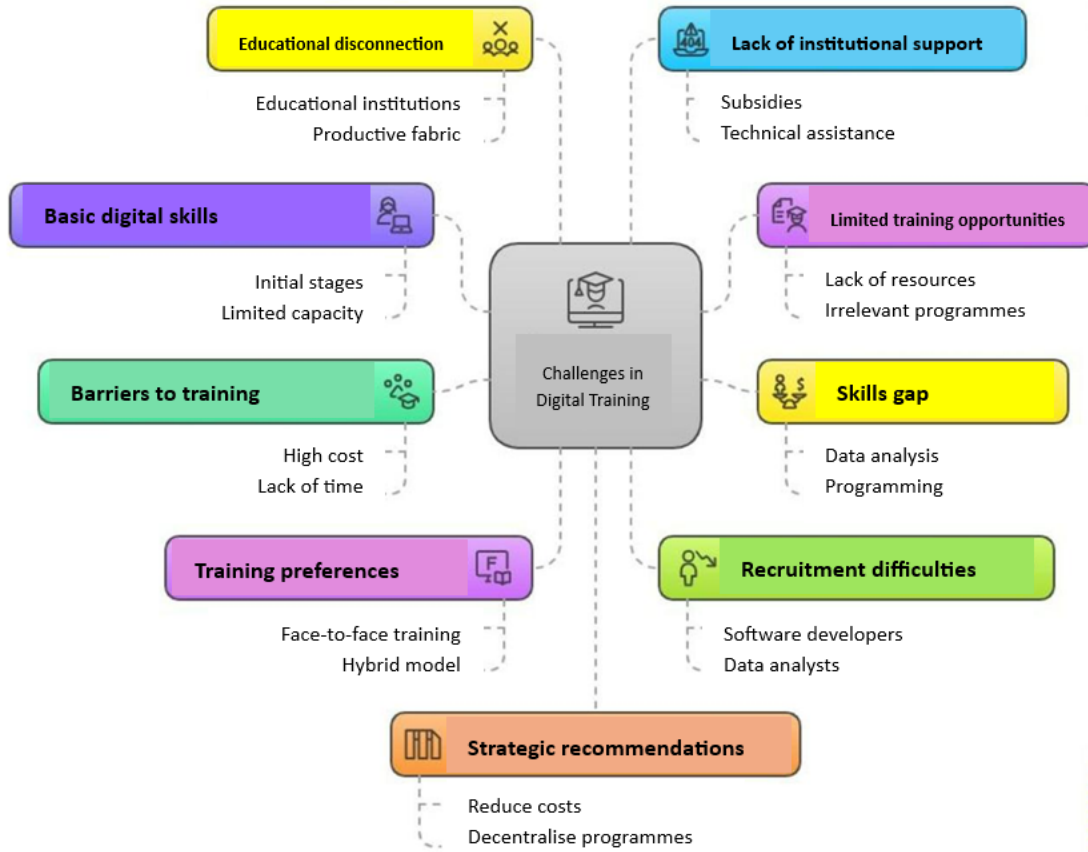 Educational disconnection
Educational institutions
Productive fabric
404
Lack of institutional support
Subsidies
Technical assistance
Basic digital skills
Initial stages
Limited capacity
Limited training opportunities
Lack of resources
Irrelevant programmes
Challenges in
Digital Training
Barriers to training
High cost
Lack of time
$
Skills gap
Data analysis
Programming
Training preferences
F
Face-to-face training
Hybrid model
Recruitment difficulties
Software developers
Data analysts
Strategic recommendations
Reduce costs
Decentralise programmes